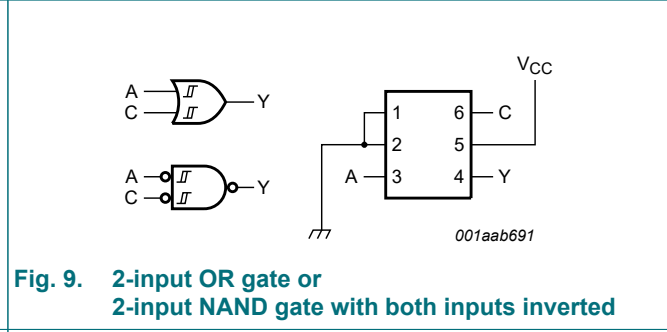 A
C
Y
A
C
Y
VCC
1
6
C
2
5
A
3
4
Y
001aab691
Fig. 9. 2-input OR gate or
2-input NAND gate with both inputs inverted